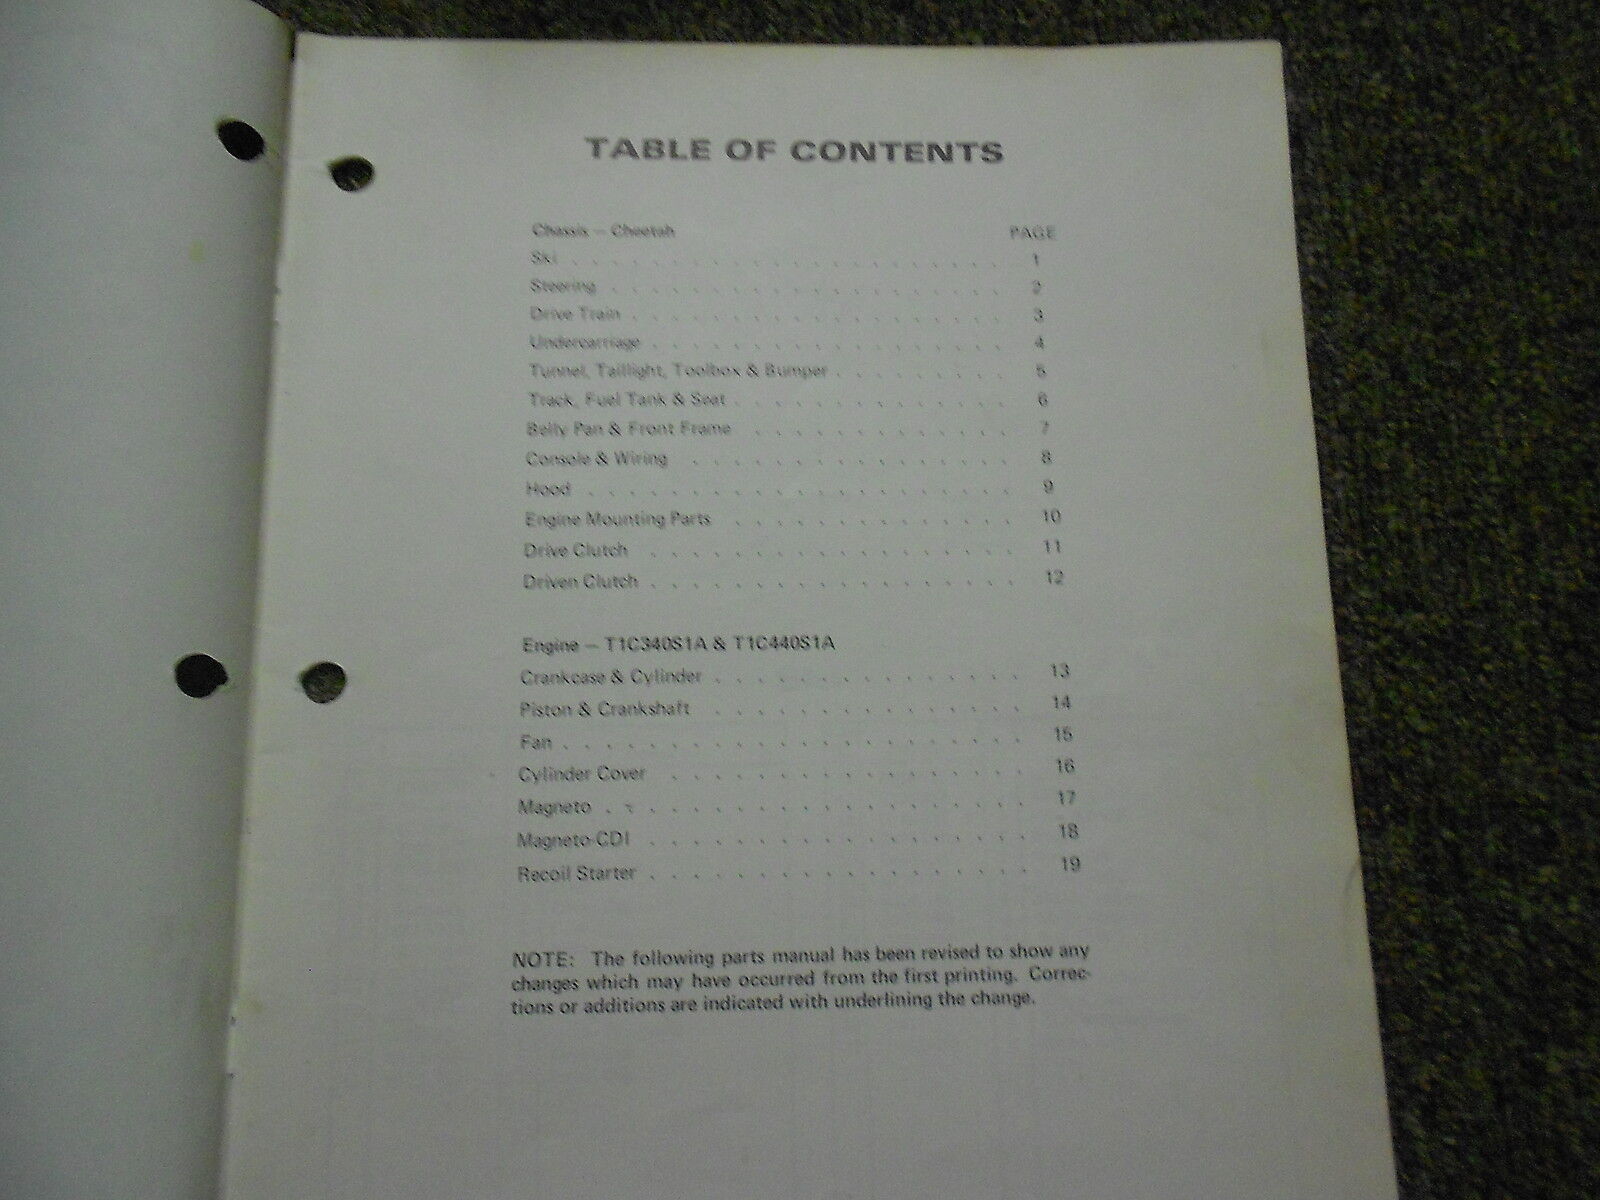 TABLE OF CONTENTS
Chassis – Cheetah PAGE
Ski . . . . . . . . . . . . . . . . . . . . . 1
Steering . . . . . . . . . . . . . . . . . . . 2
Drive Train . . . . . . . . . . . . . . . . . . 3
Undercarriage . . . . . . . . . . . . . . . . . 4
Tunnel, Taillight, Toolbox & Bumper . . . . . . . . 5
Track, Fuel Tank & Seat . . . . . . . . . . . . . 6
Belly Pan & Front Frame . . . . . . . . . . . . . 7
Console & Wiring . . . . . . . . . . . . . . . . 8
Hood . . . . . . . . . . . . . . . . . . . . . 9
Engine Mounting Parts . . . . . . . . . . . . . . 10
Drive Clutch . . . . . . . . . . . . . . . . . . 11
Driven Clutch . . . . . . . . . . . . . . . . . . 12
Engine – T1C340S1A & T1C440S1A
Crankcase & Cylinder . . . . . . . . . . . . . . . 13
Piston & Crankshaft . . . . . . . . . . . . . . . 14
Fan . . . . . . . . . . . . . . . . . . . . . . 15
Cylinder Cover . . . . . . . . . . . . . . . . . 16
Magneto . . . . . . . . . . . . . . . . . . . . 17
Magneto-CDI . . . . . . . . . . . . . . . . . . 18
Recoil Starter . . . . . . . . . . . . . . . . . . 19
NOTE: The following parts manual has been revised to show any
changes which may have occurred from the first printing. Correc-
tions or additions are indicated with underlining the change.